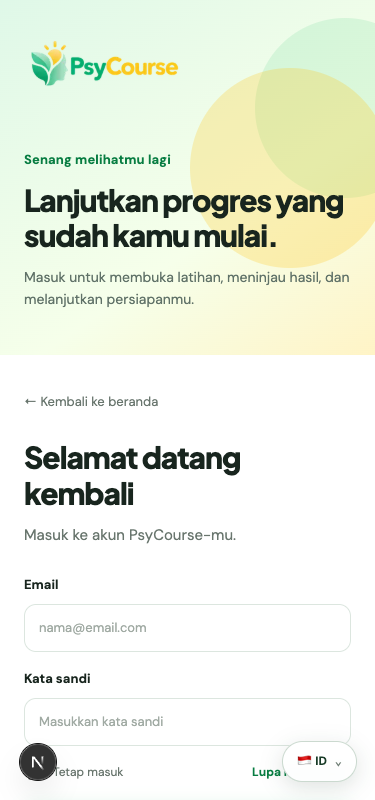 PsyCourse
Senang melihatmu lagi
Lanjutkan progres yang
sudah kamu mulai.
Masuk untuk membuka latihan, meninjau hasil, dan
melanjutkan persiapanmu.
← Kembali ke beranda
Selamat datang
kembali
Masuk ke akun PsyCourse-mu.
Email
nama@email.com
Kata sandi
Masukkan kata sandi
N
Tetap masuk
Lupa
ID